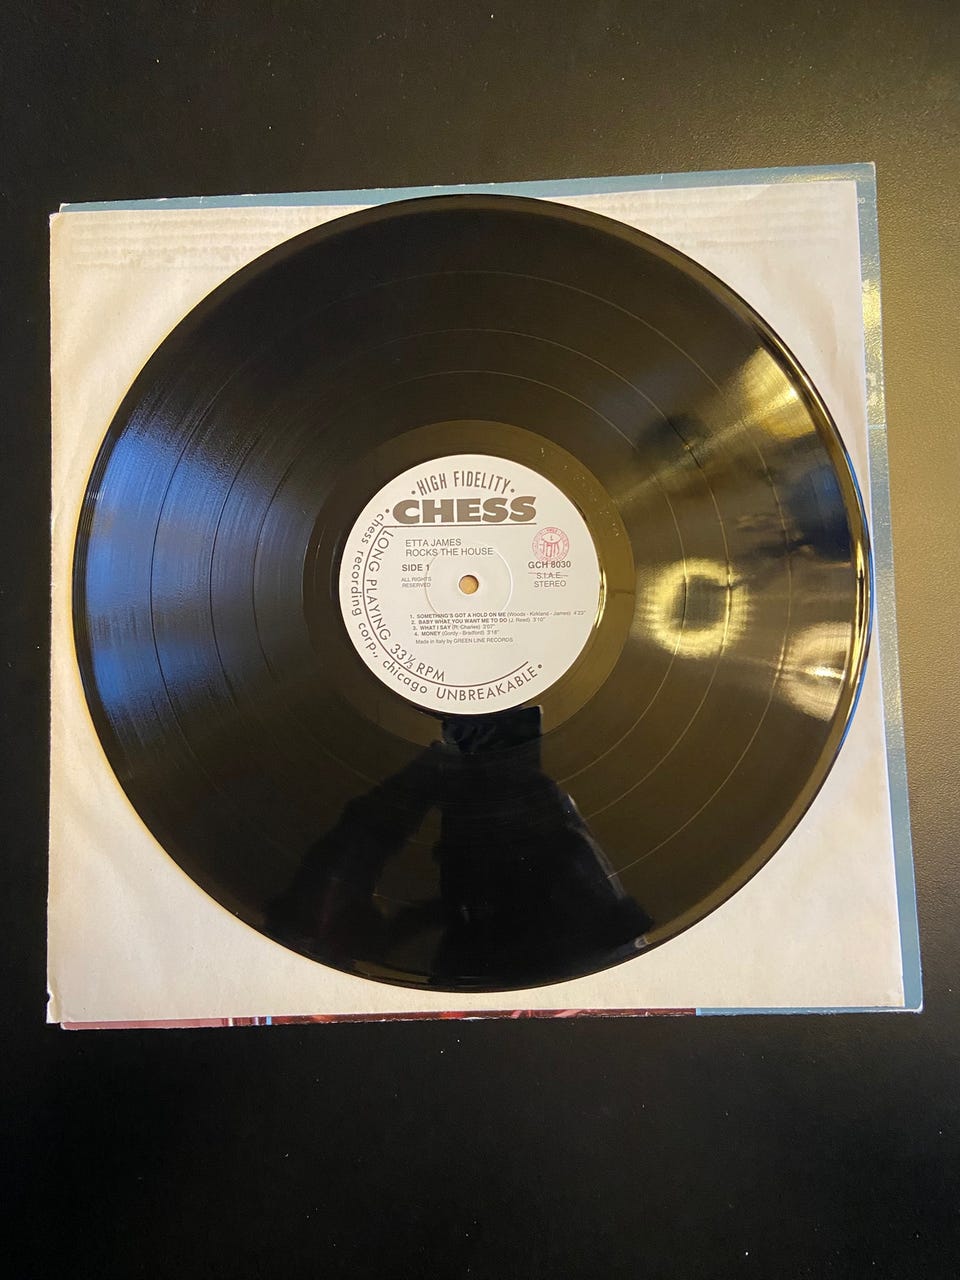 · HIGH FIDELITY ·
· CHESS
ETTA JAMES
ROCKS THE HOUSE
SIDE 1
ALL RIGHTS
RESERVED
GCH 8030
S.I.A.E.
STEREO
1. SOMETHING'S GOT A HOLD ON ME (Woods - Kirkland - James) 4'23"
2. BABY WHAT YOU WANT ME TO DO (J. Reed) 3'10"
3. WHAT I SAY (R. Charles) 3'07"
4. MONEY (Gordy - Bradford) 3'18"
Made in Italy by GREEN LINE RECORDS
LONG PLAYING 33⅓ RPM
chess recording corp., chicago UNBREAKABLE ·